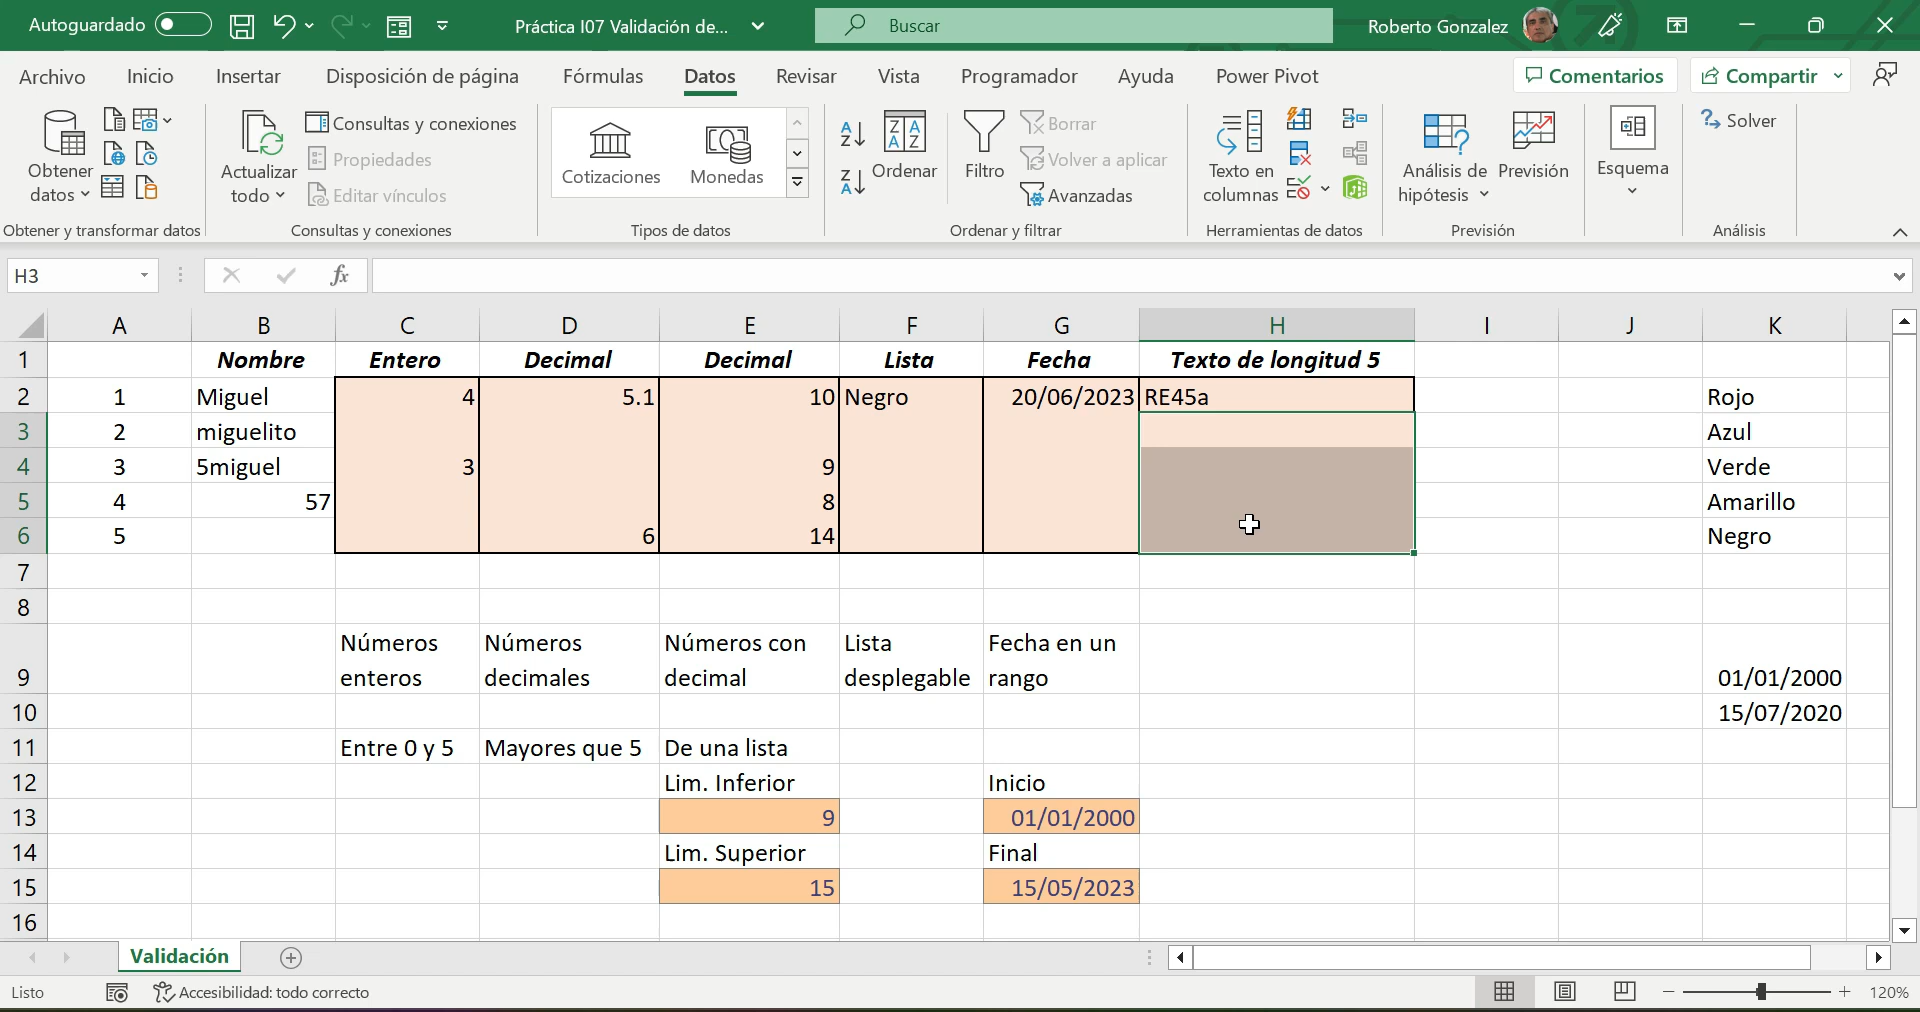 Autoguardado
Práctica I07 Validación de...
Buscar
Roberto Gonzalez
Archivo Inicio Insertar Disposición de página Fórmulas Datos Revisar Vista Programador Ayuda Power Pivot
Comentarios Compartir
Obtener datos
Actualizar todo
Consultas y conexiones
Propiedades
Editar vínculos
Cotizaciones
Monedas
Ordenar
Filtro
Borrar
Volver a aplicar
Avanzadas
Texto en columnas
Análisis de hipótesis
Previsión
Esquema
Solver
Obtener y transformar datos
Consultas y conexiones
Tipos de datos
Ordenar y filtrar
Herramientas de datos
Previsión
Análisis
H3
fx
A B C D E F G H I J K
1 Nombre Entero Decimal Decimal Lista Fecha Texto de longitud 5
2 1 Miguel 4 5.1 10 Negro 20/06/2023 RE45a Rojo
3 2 miguelito Azul
4 3 5miguel 3 9 Verde
5 4 57 8 Amarillo
6 5 6 14 Negro
7
8
9 Números enteros Números decimales Números con decimal Lista desplegable Fecha en un rango 01/01/2000
10 15/07/2020
11 Entre 0 y 5 Mayores que 5 De una lista
12 Lim. Inferior Inicio
13 9 01/01/2000
14 Lim. Superior Final
15 15 15/05/2023
16
Validación
Listo
Accesibilidad: todo correcto
120%